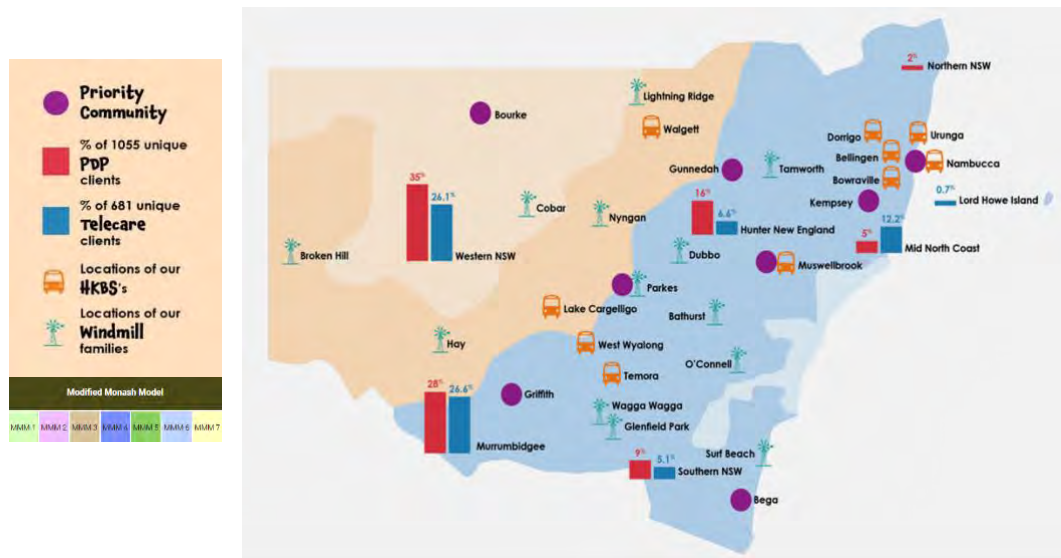 Priority
Community
% of 1055 unique
PDP
clients
% of 681 unique
Telecare
clients
Locations of our
HKBS's
Locations of our
Windmill
families
Modified Monash Model
MMM 1 MMM 2 MMM 3 MMM 4 MMM 5 MMM 6 MMM 7
2%
Northern NSW
Lightning Ridge
Bourke
Walgett
Dorrigo
Urunga
Bellingen
Nambucca
Gunnedah
Tamworth
Bowraville
35%
26.1%
Western NSW
Cobar
Nyngan
16%
6.6%
Hunter New England
Kempsey
0.7%
Lord Howe Island
5%
12.2%
Mid North Coast
Broken Hill
Dubbo
Muswellbrook
Parkes
Lake Cargelligo
Bathurst
Hay
West Wyalong
O'Connell
Temora
28%
26.6%
Murrumbidgee
Griffith
Wagga Wagga
Glenfield Park
9%
5.1%
Southern NSW
Surf Beach
Bega